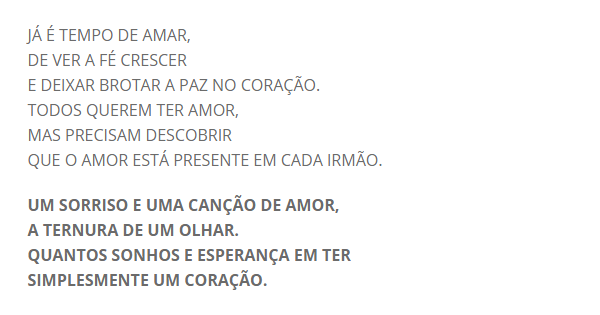 JÁ É TEMPO DE AMAR,
DE VER A FÉ CRESCER
E DEIXAR BROTAR A PAZ NO CORAÇÃO.
TODOS QUEREM TER AMOR,
MAS PRECISAM DESCOBRIR
QUE O AMOR ESTÁ PRESENTE EM CADA IRMÃO.
UM SORRISO E UMA CANÇÃO DE AMOR,
A TERNURA DE UM OLHAR.
QUANTOS SONHOS E ESPERANÇA EM TER
SIMPLESMENTE UM CORAÇÃO.